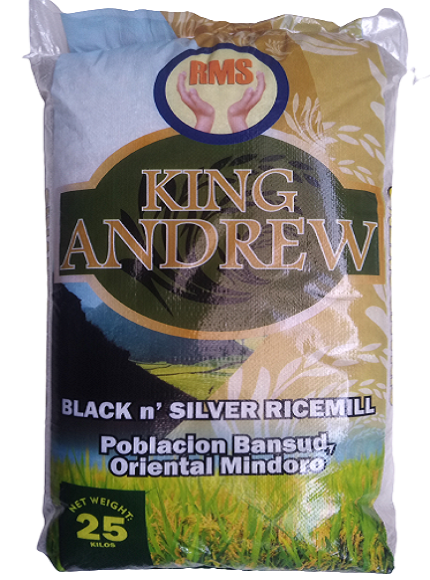 RMS
KING
ANDREW
BLACK n' SILVER RICEMILL
Poblacion Bansud,
Oriental Mindoro
NET WEIGHT:
25
KILOS